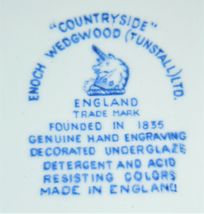 "COUNTRYSIDE"
ENOCH WEDGWOOD (TUNSTALL) LTD.
ENGLAND
TRADE MARK
FOUNDED IN 1835
GENUINE HAND ENGRAVING
DECORATED UNDERGLAZE
DETERGENT AND ACID
RESISTING COLORS
MADE IN ENGLAND